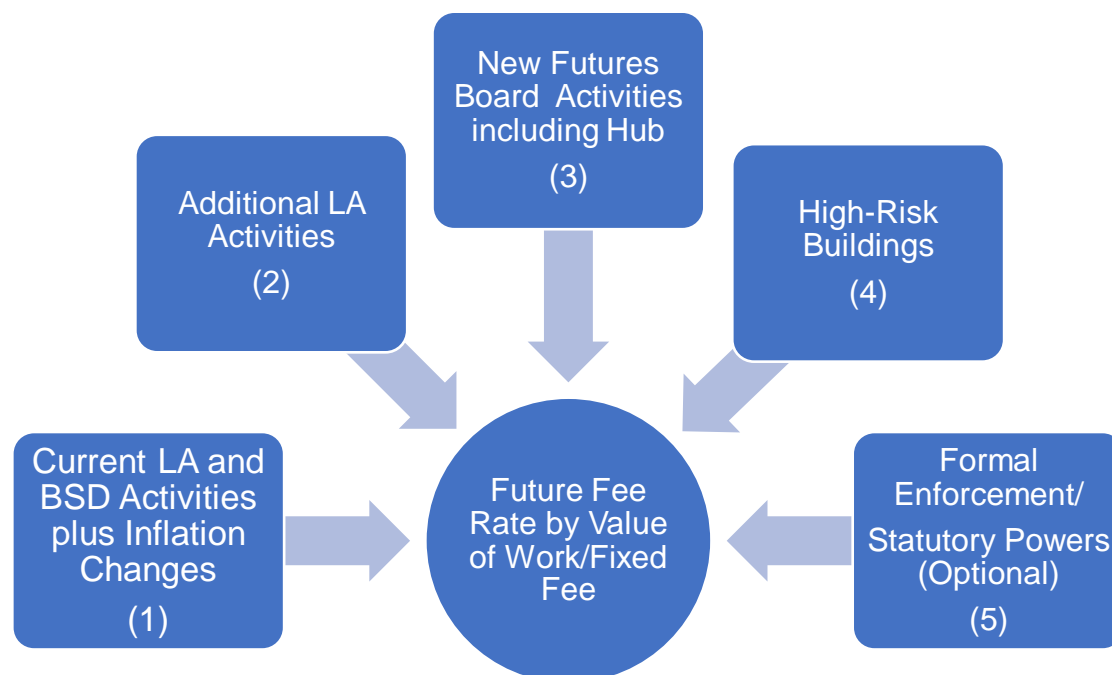 Current LA and
BSD Activities
plus Inflation
Changes
(1)
Additional LA
Activities
(2)
New Futures
Board Activities
including Hub
(3)
High-Risk
Buildings
(4)
Formal
Enforcement/
Statutory Powers
(Optional)
(5)
Future Fee
Rate by Value
of Work/Fixed
Fee